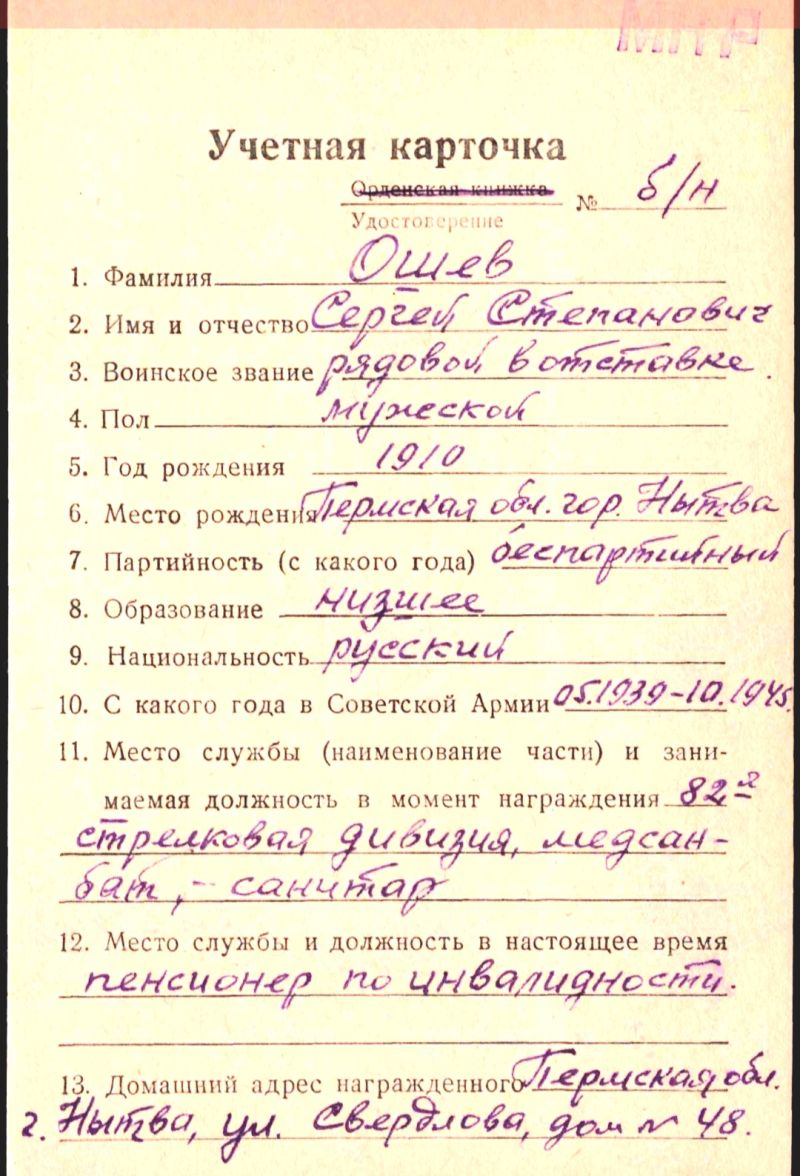 МНР
Учетная карточка
Орденская книжка № б/н
Удостоверение
1. Фамилия Ошев
2. Имя и отчество Сергей Степанович
3. Воинское звание рядовой в отставке.
4. Пол мужеской
5. Год рождения 1910
6. Место рождения Пермская обл. гор. Нытва
7. Партийность (с какого года) беспартийный
8. Образование низшее
9. Национальность русский
10. С какого года в Советской Армии 05.1939-10.1945.
11. Место службы (наименование части) и зани-
маемая должность в момент награждения 82-я
стрелковая дивизия, медсан-
бат, - санитар
12. Место службы и должность в настоящее время
пенсионер по инвалидности.
13. Домашний адрес награжденного Пермская обл.
г. Нытва, ул. Свердлова, дом № 48.